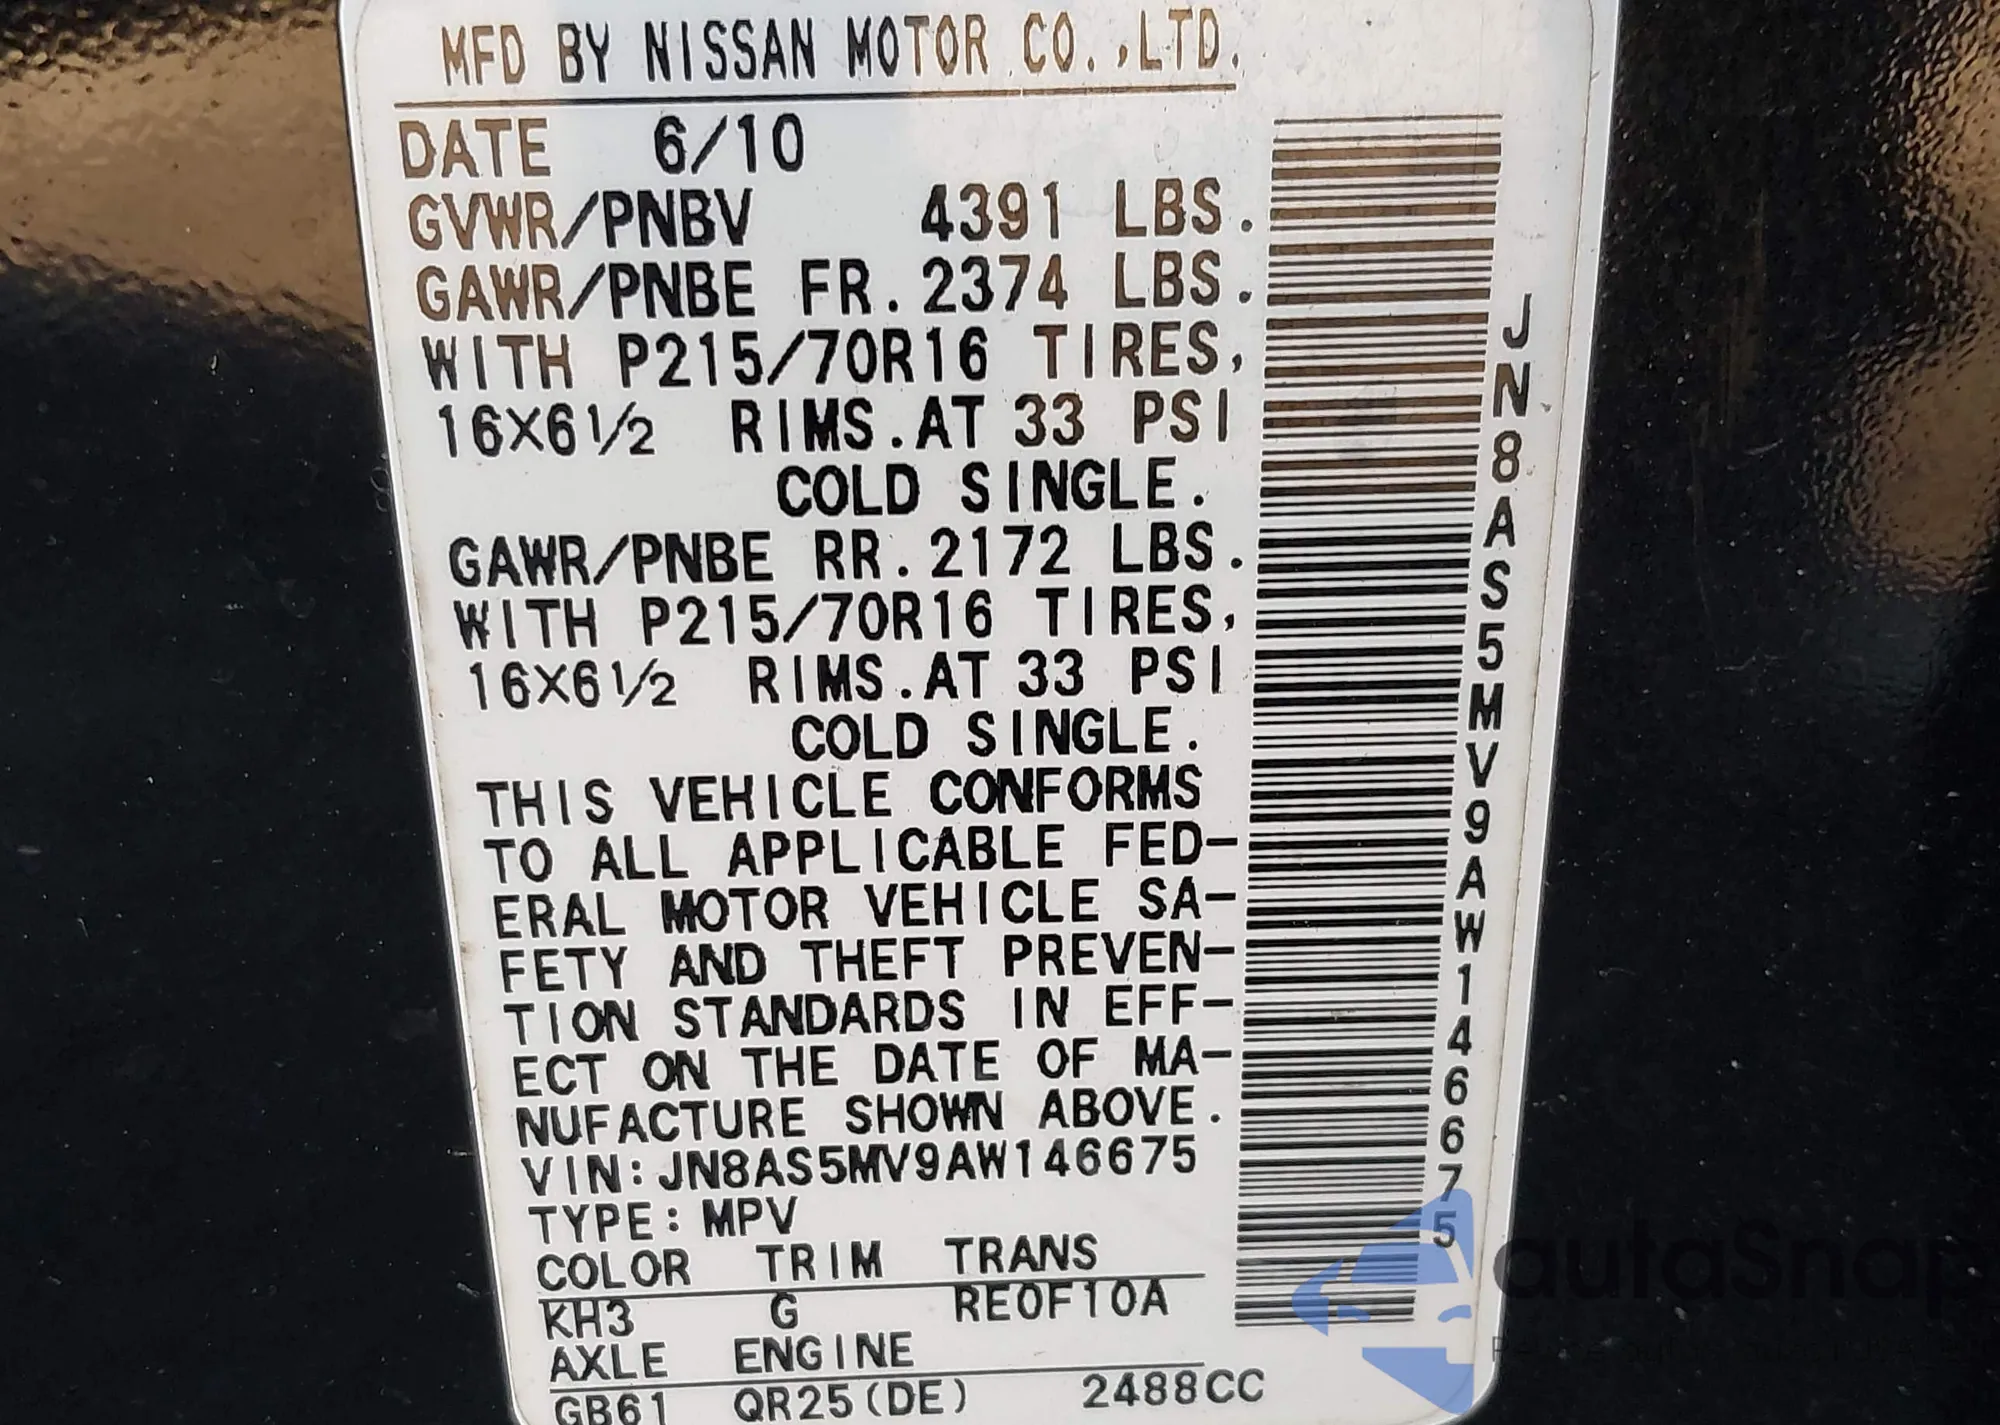 MFD BY NISSAN MOTOR CO.,LTD.
DATE 6/10
GVWR/PNBV 4391 LBS.
GAWR/PNBE FR. 2374 LBS.
WITH P215/70R16 TIRES,
16X6 1/2 RIMS.AT 33 PSI
COLD SINGLE.
GAWR/PNBE RR. 2172 LBS.
WITH P215/70R16 TIRES,
16X6 1/2 RIMS.AT 33 PSI
COLD SINGLE.
THIS VEHICLE CONFORMS
TO ALL APPLICABLE FED-
ERAL MOTOR VEHICLE SA-
FETY AND THEFT PREVEN-
TION STANDARDS IN EFF-
ECT ON THE DATE OF MA-
NUFACTURE SHOWN ABOVE.
VIN:JN8AS5MV9AW146675
TYPE:MPV
COLOR TRIM TRANS
KH3 G RE0F10A
AXLE ENGINE
GB61 QR25(DE) 2488CC
JN8AS5MV9AW146675
autoSnap